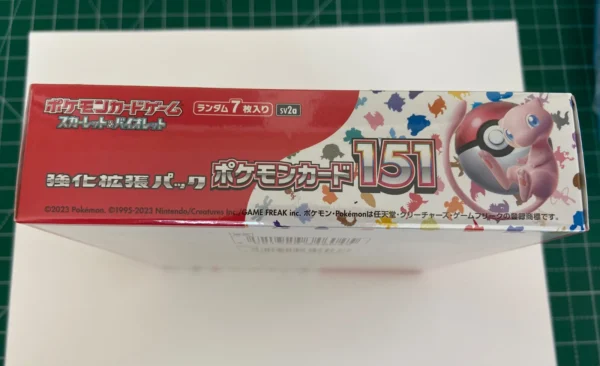 ポケモンカードゲーム
スカーレット&バイオレット
ランダム7枚入り
sv2a
強化拡張パック
ポケモンカード151
©2023 Pokémon. ©1995-2023 Nintendo/Creatures Inc./GAME FREAK inc. ポケモン・Pokémonは任天堂・クリーチャーズ・ゲームフリークの登録商標です。